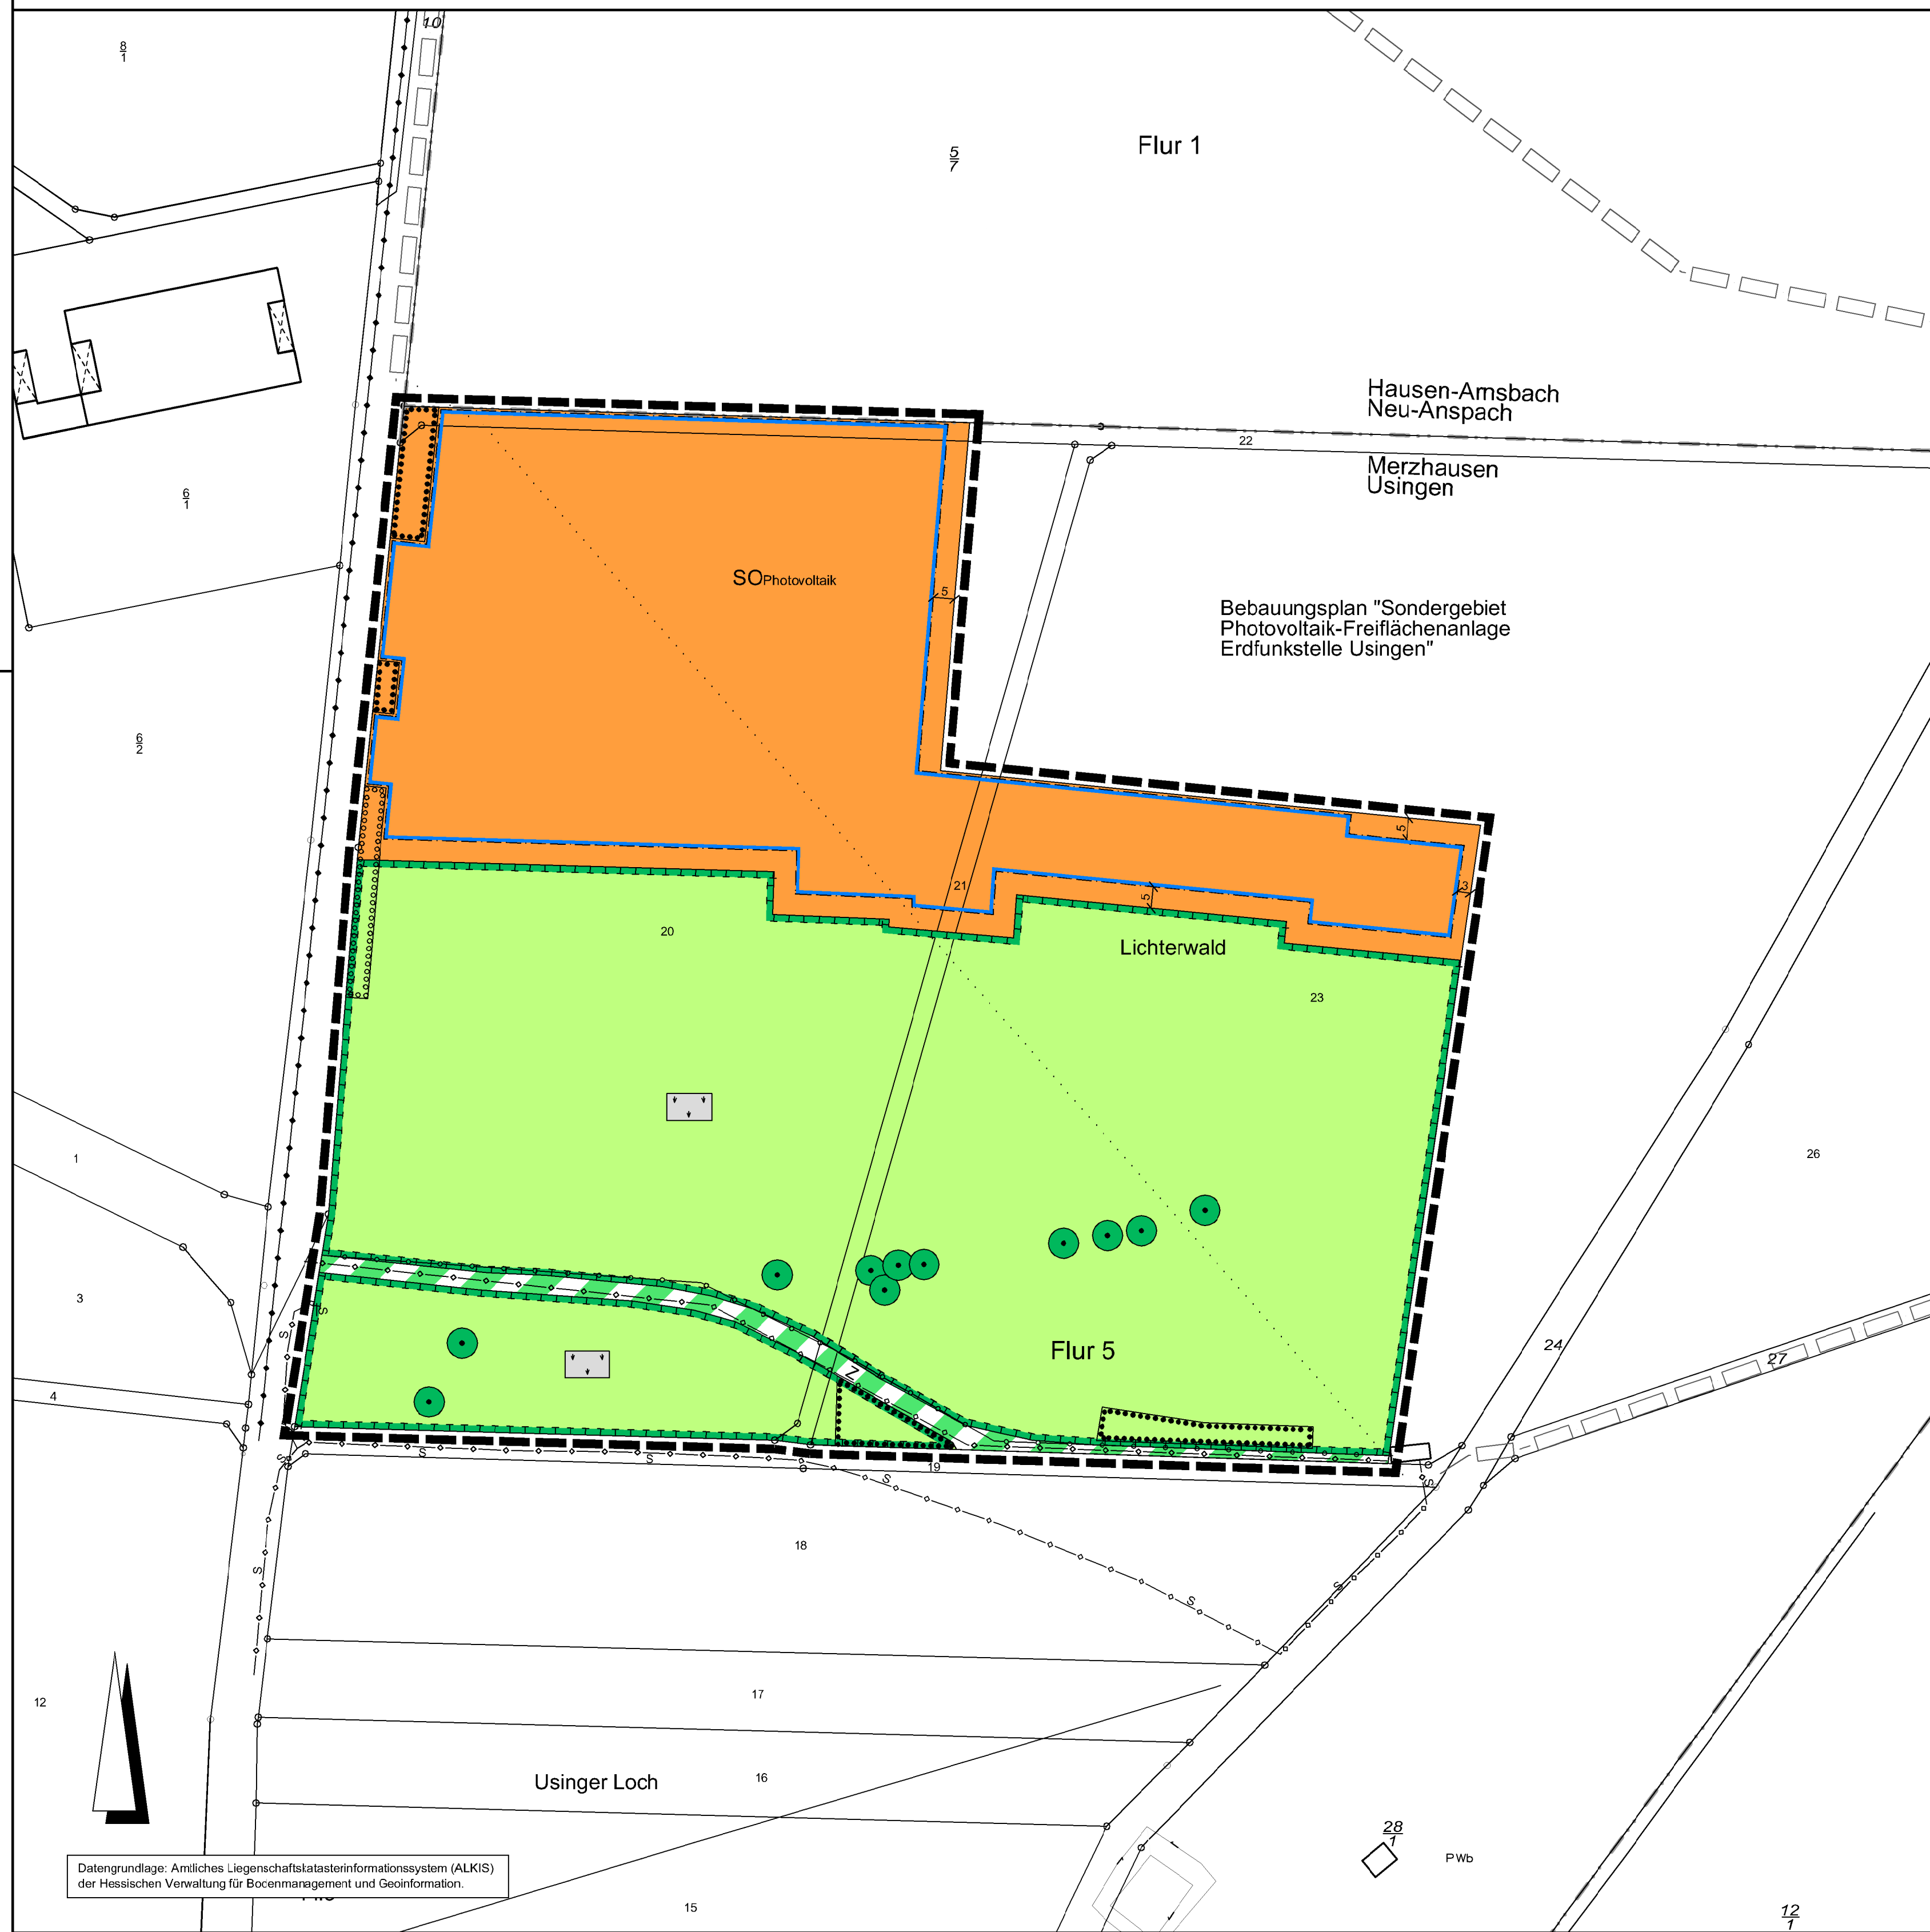 10
8
1
5
7
Flur 1
Hausen-Arnsbach
Neu-Anspach
22
Merzhausen
Usingen
6
1
SOPhotovoltaik
5
Bebauungsplan "Sondergebiet
Photovoltaik-Freiflächenanlage
Erdfunkstelle Usingen"
6
2
5
21
3
5
20
Lichterwald
23
1
26
3
S
S
Flur 5
24
27
N
4
S
S
S
19
S
S
18
S
S
S
12
17
Usinger Loch
16
28
1
PWb
Datengrundlage: Amtliches Liegenschaftskatasterinformationssystem (ALKIS)
der Hessischen Verwaltung für Bocenmanagement und Geoinformation.
15
12
1